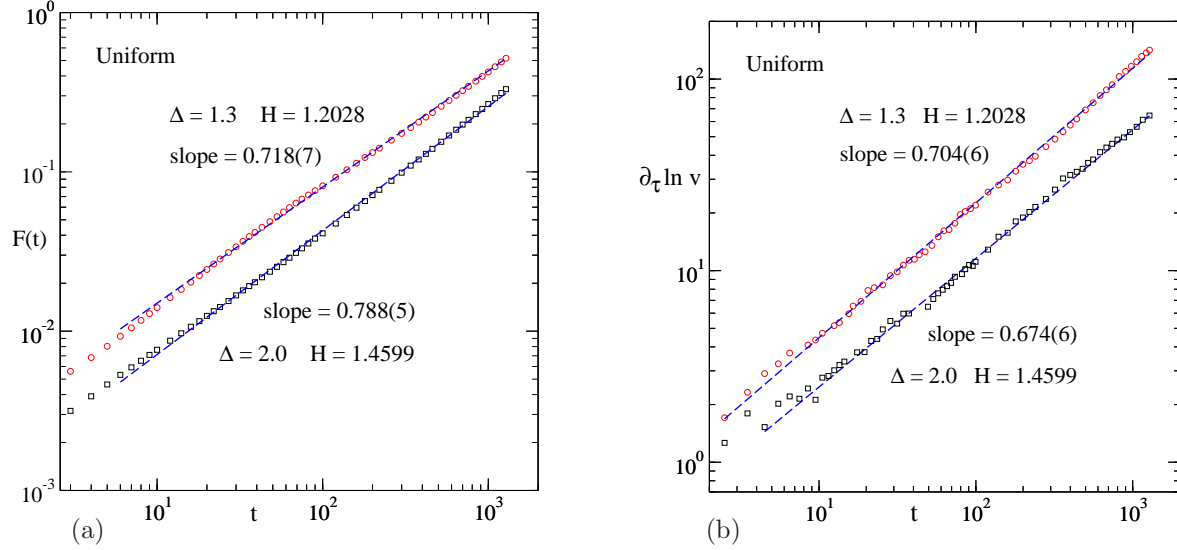 10^0
Uniform
Δ = 1.3 H = 1.2028
slope = 0.718(7)
10^-1
F(t)
slope = 0.788(5)
10^-2
Δ = 2.0 H = 1.4599
10^-3
10^1 t 10^2 10^3
(a)
Uniform
10^2
Δ = 1.3 H = 1.2028
slope = 0.704(6)
∂_τ ln v
10^1
slope = 0.674(6)
Δ = 2.0 H = 1.4599
10^0
10^1 t 10^2 10^3
(b)